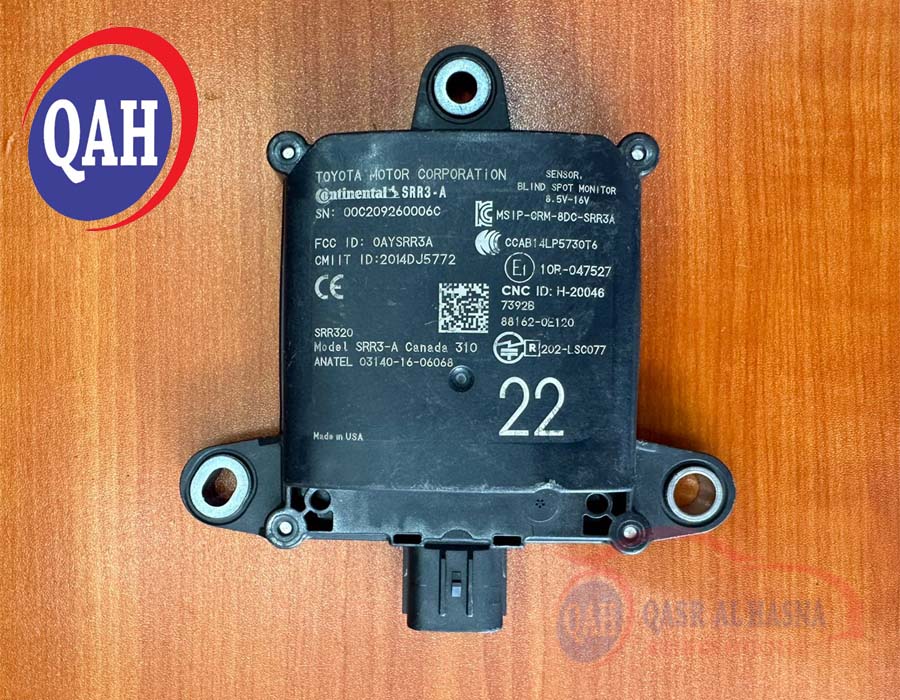 QAH
TOYOTA MOTOR CORPORATION
Continental SRR3-A
SN: 00C209260006C
FCC ID: OAYSRR3A
CMIIT ID:2014DJ5772
CE
SRR320
Model SRR3-A Canada 310
ANATEL 03140-16-06068
Made in USA
SENSOR,
BLIND SPOT MONITOR
8.5V-16V
MSIP-CRM-8DC-SRR3A
CCAB14LP5730T6
E1 10R-047527
CNC ID: H-20046
7392B
88162-0E120
R 202-LSC077
22
QAH QASR AL HASNA